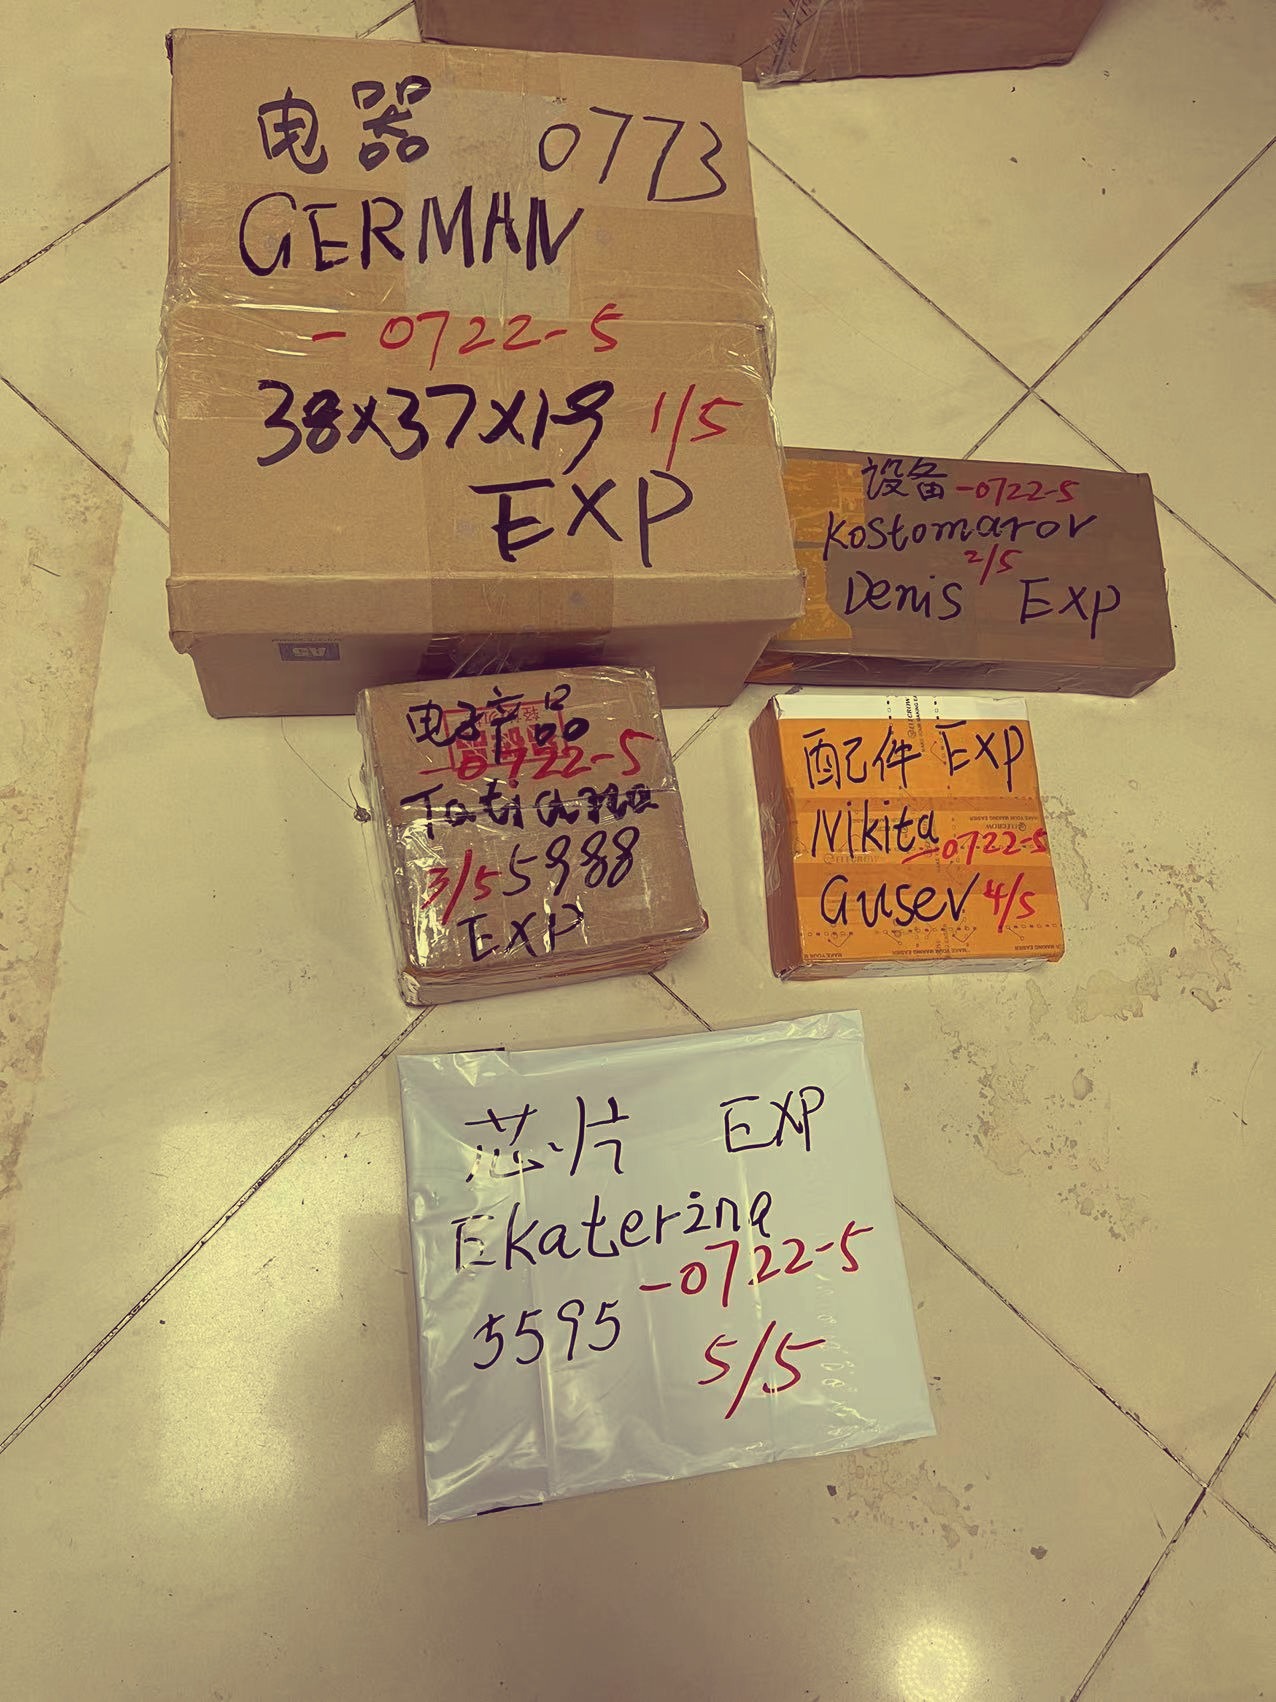 电器 0773
GERMAN
-0722-5
38x37x19 1/5
EXP
设备 -0722-5
Kostomarov
2/5
Denis EXP
电子产品
-0722-5
Tatiana
3/5 5988
EXP
配件 EXP
Nikita -0722-5
Gusev 4/5
芯片 EXP
Ekaterina
-0722-5
5595
5/5